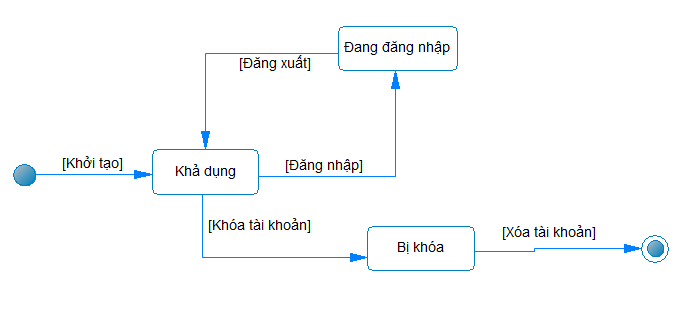 Đang đăng nhập
[Đăng xuất]
[Khởi tạo]
Khả dụng
[Đăng nhập]
[Khóa tài khoản]
Bị khóa
[Xóa tài khoản]